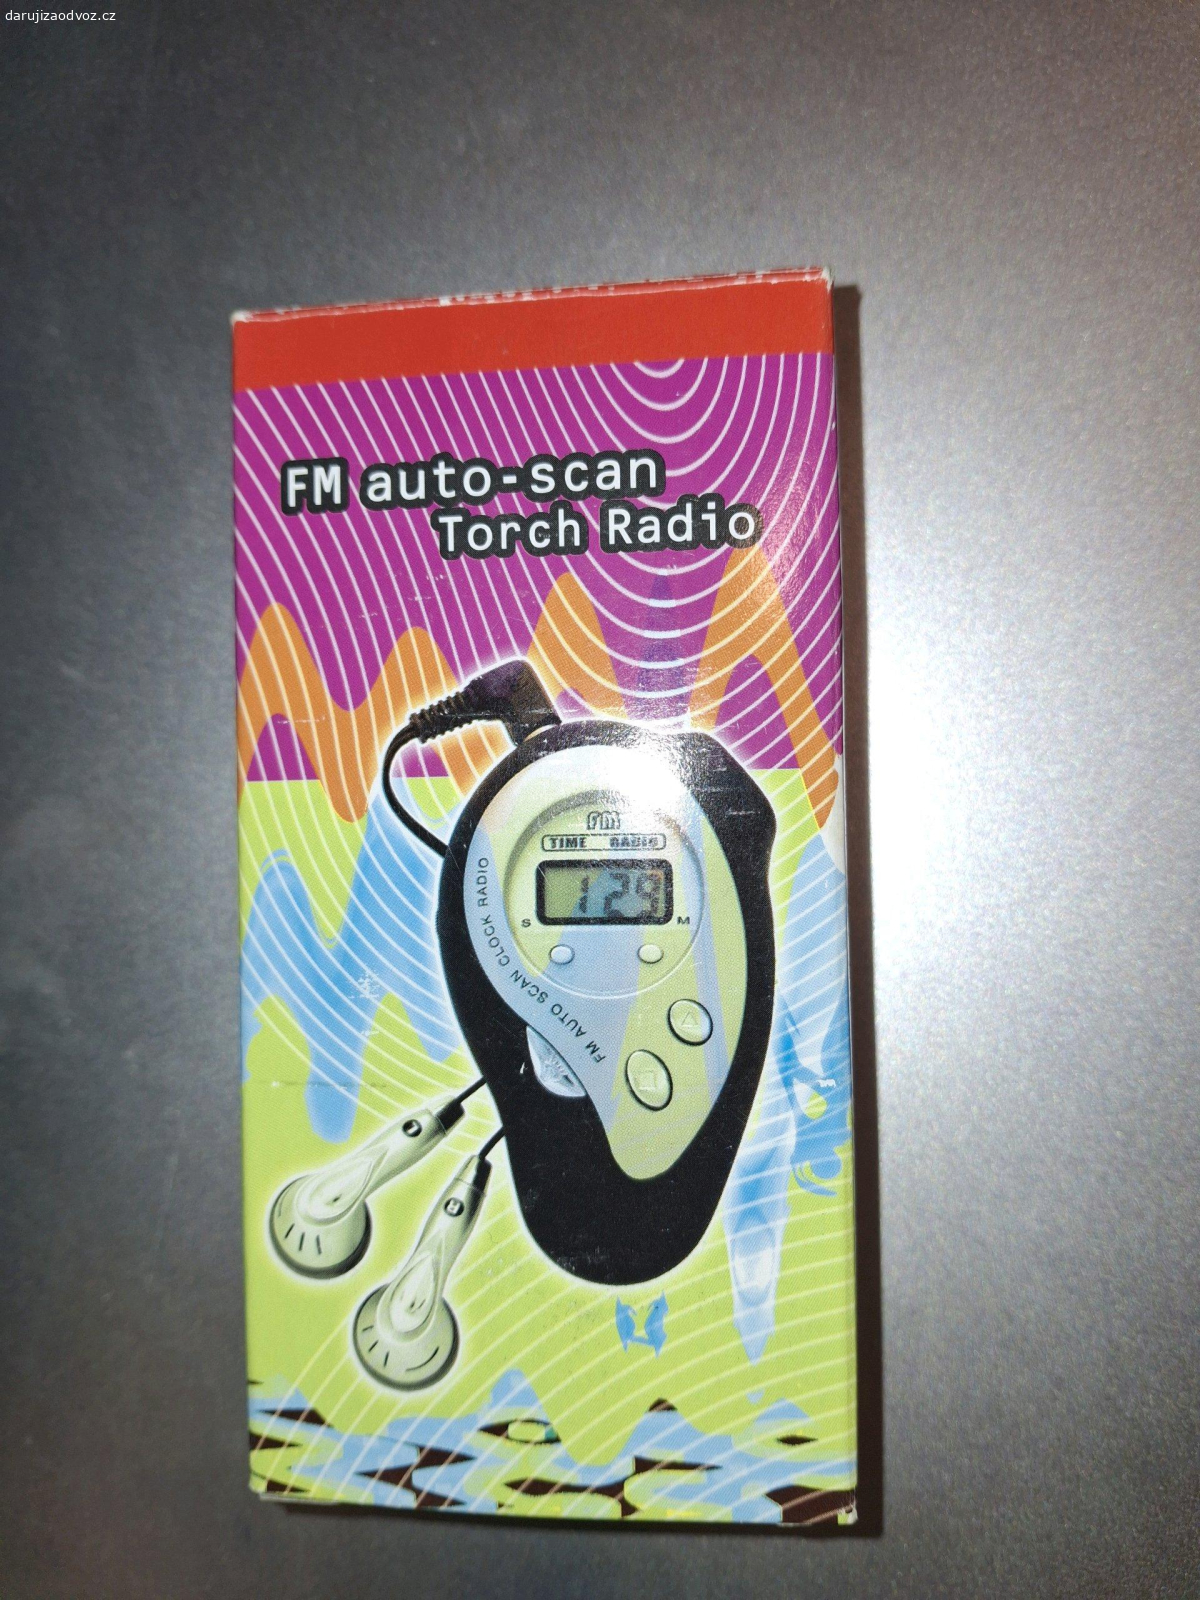 darujizaodvoz.cz
FM auto-scan
Torch Radio
FM
TIME RADIO
1 29
S M
FM AUTO SCAN CLOCK RADIO
L
R